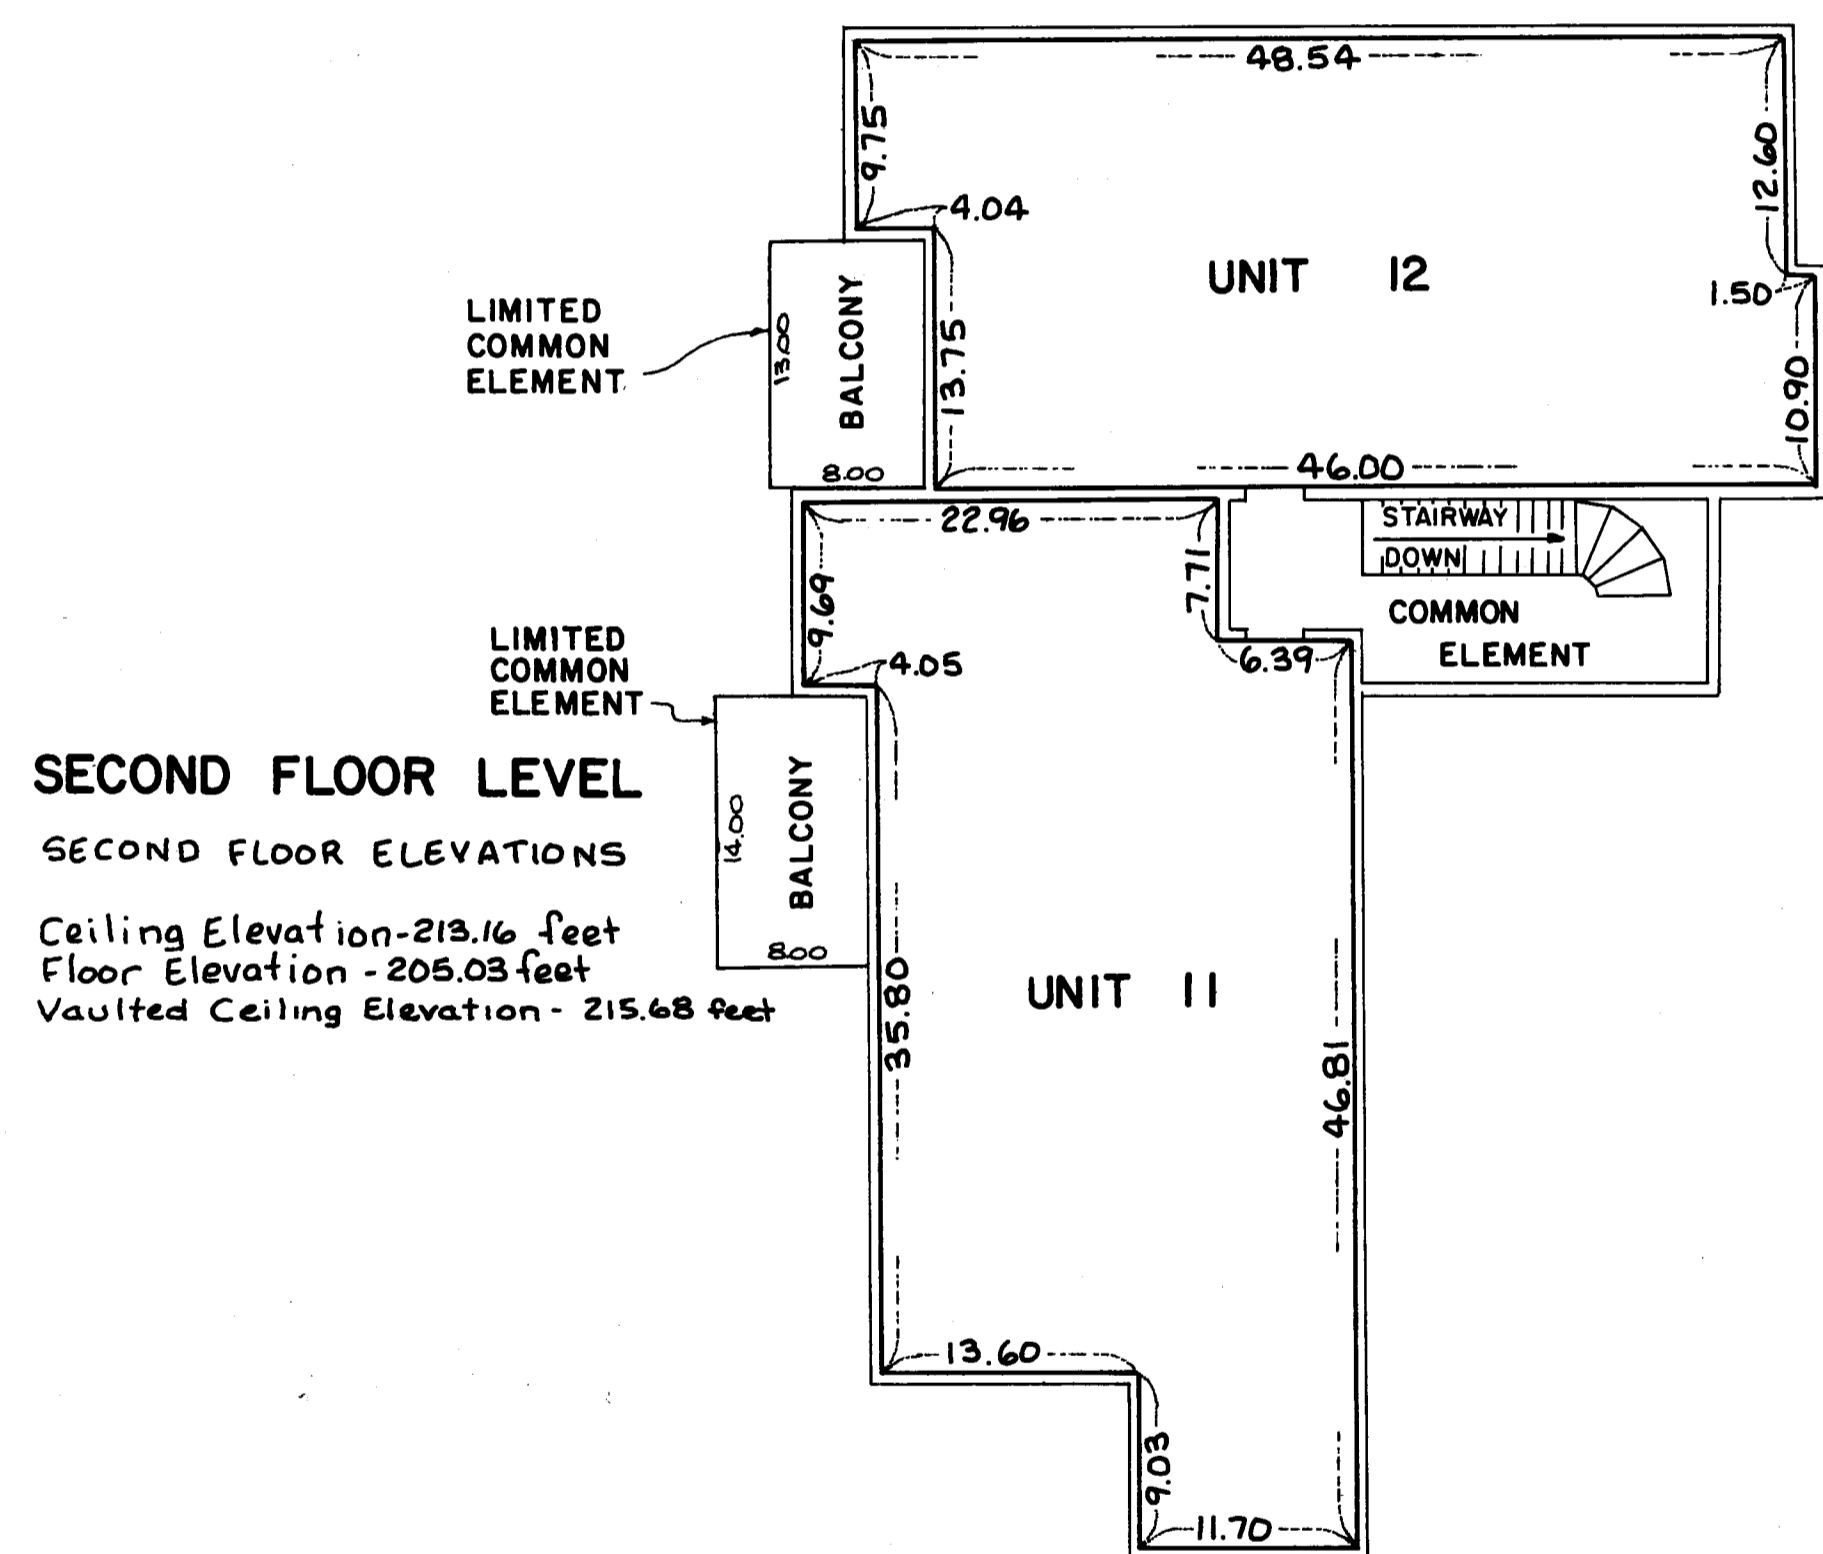 48.54
9.75
12.60
4.04
UNIT 12
1.50
LIMITED
COMMON
ELEMENT
13.00
BALCONY
13.75
10.90
8.00
46.00
22.96
STAIRWAY
DOWN
7.71
9.69
COMMON
ELEMENT
LIMITED
COMMON
ELEMENT
4.05
6.39
SECOND FLOOR LEVEL
14.00
BALCONY
SECOND FLOOR ELEVATIONS
Ceiling Elevation-213.16 feet
8.00
Floor Elevation - 205.03 feet
Vaulted Ceiling Elevation - 215.68 feet
35.80
UNIT 11
46.81
13.60
9.03
11.70